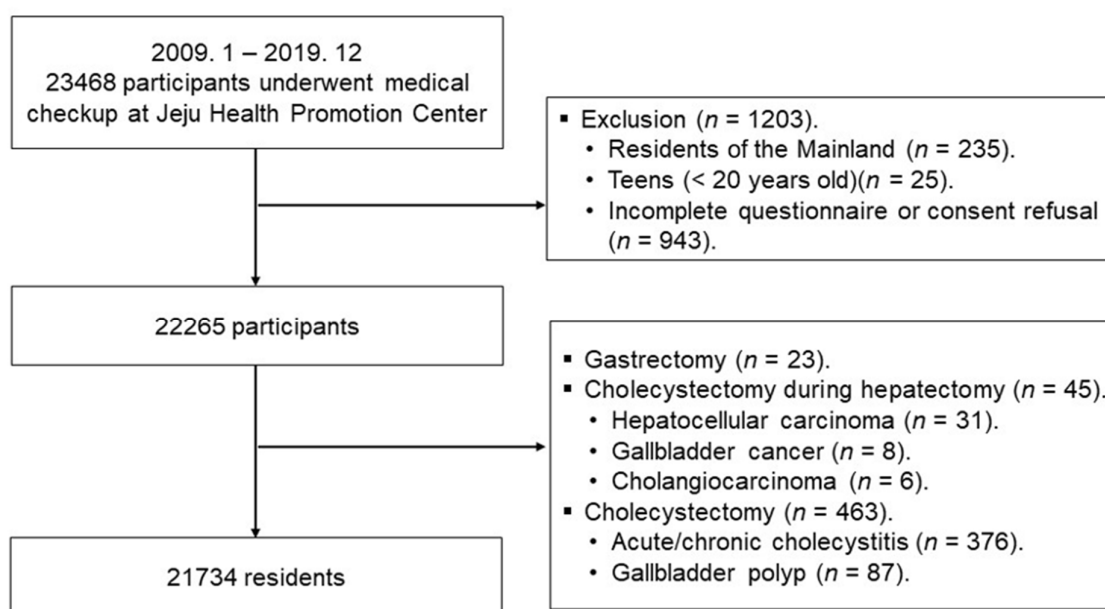 2009. 1 – 2019. 12
23468 participants underwent medical
checkup at Jeju Health Promotion Center
▪ Exclusion (n = 1203).
• Residents of the Mainland (n = 235).
• Teens (< 20 years old)(n = 25).
• Incomplete questionnaire or consent refusal
(n = 943).
22265 participants
▪ Gastrectomy (n = 23).
▪ Cholecystectomy during hepatectomy (n = 45).
• Hepatocellular carcinoma (n = 31).
• Gallbladder cancer (n = 8).
• Cholangiocarcinoma (n = 6).
▪ Cholecystectomy (n = 463).
• Acute/chronic cholecystitis (n = 376).
• Gallbladder polyp (n = 87).
21734 residents